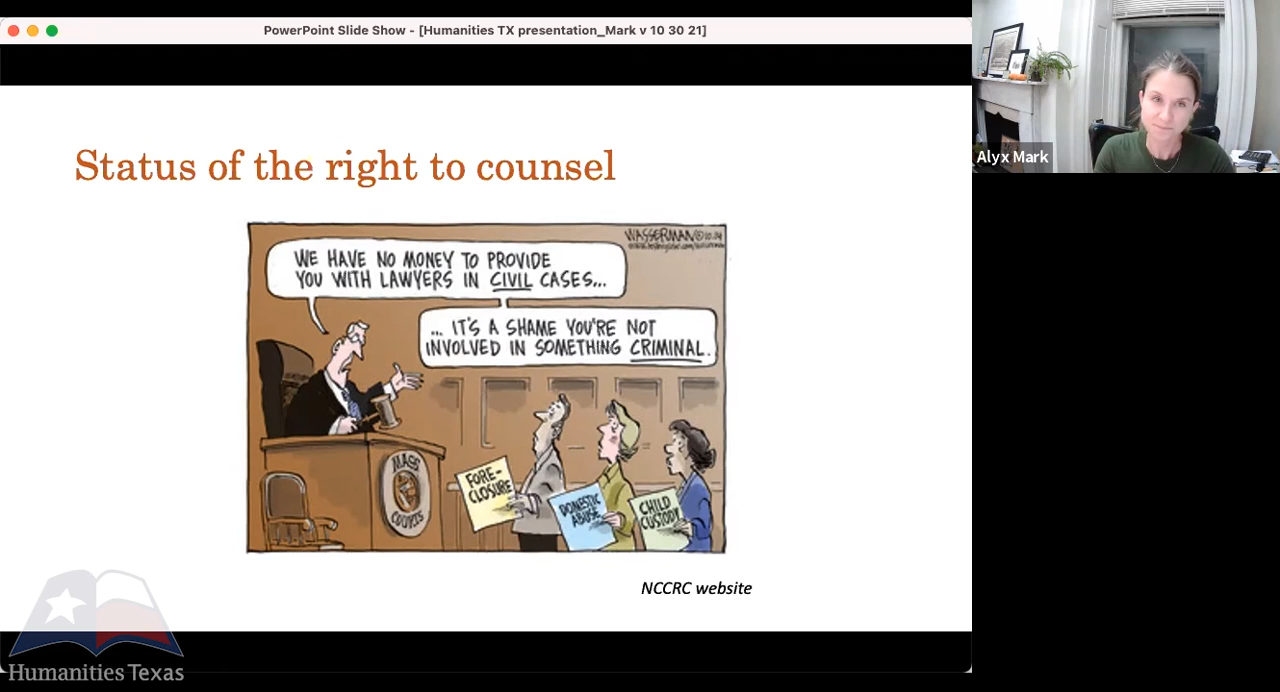 PowerPoint Slide Show - [Humanities TX presentation_Mark v 10 30 21]
Alyx Mark
Status of the right to counsel
WASSERMAN
WE HAVE NO MONEY TO PROVIDE
YOU WITH LAWYERS IN CIVIL CASES...
... IT'S A SHAME YOU'RE NOT
INVOLVED IN SOMETHING CRIMINAL.
MASS
COURTS
FORE-
CLOSURE
DOMESTIC
ABUSE
CHILD
CUSTODY
NCCRC website
Humanities Texas